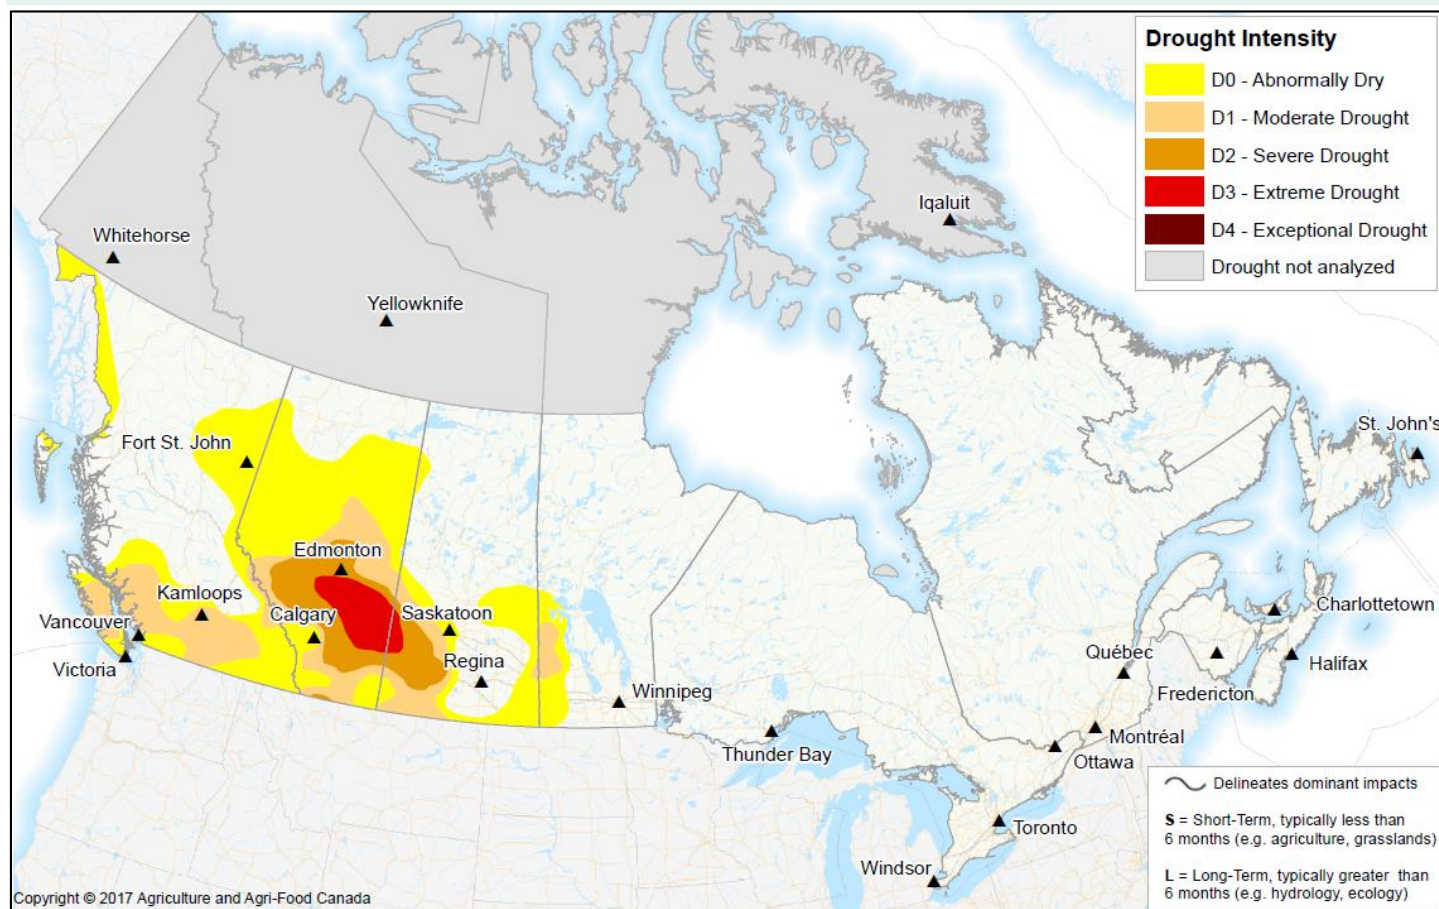 Drought Intensity
D0 - Abnormally Dry
D1 - Moderate Drought
D2 - Severe Drought
D3 - Extreme Drought
D4 - Exceptional Drought
Drought not analyzed
Iqaluit
Whitehorse
Yellowknife
St. John's
Fort St. John
Edmonton
Kamloops
Calgary
Saskatoon
Vancouver
Charlottetown
Victoria
Regina
Québec
Halifax
Winnipeg
Fredericton
Montréal
Thunder Bay
Ottawa
Toronto
Windsor
Delineates dominant impacts
S = Short-Term, typically less than
6 months (e.g. agriculture, grasslands)
L = Long-Term, typically greater than
6 months (e.g. hydrology, ecology)
Copyright © 2017 Agriculture and Agri-Food Canada